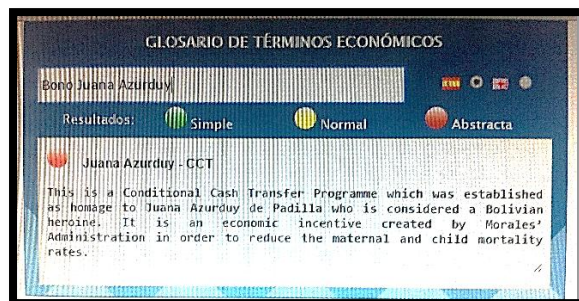 GLOSARIO DE TÉRMINOS ECONÓMICOS
Bono Juana Azurduy
Resultados: Simple Normal Abstracta
Juana Azurduy - CCT
This is a Conditional Cash Transfer Programme which was established
as homage to Juana Azurduy de Padilla who is considered a Bolivian
heroine. It is an economic incentive created by Morales'
Administration in order to reduce the maternal and child mortality
rates.